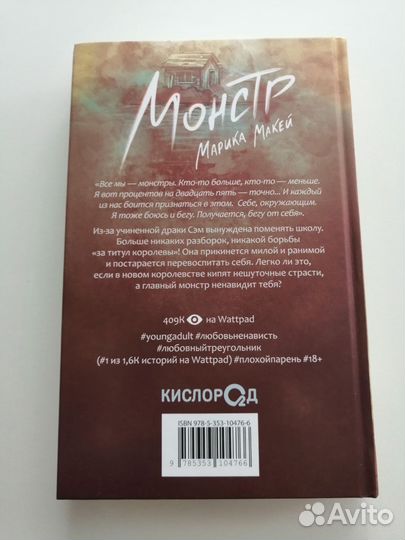 Монстр
Марика Макей
«Все мы — монстры. Кто-то больше, кто-то — меньше.
Я вот процентов на двадцать пять — точно... И каждый
из нас боится признаться в этом. Себе, окружающим.
Я тоже боюсь и бегу. Получается, бегу от себя».
Из-за учиненной драки Сэм вынуждена поменять школу.
Больше никаких разборок, никакой борьбы
«за титул королевы»! Она прикинется милой и ранимой
и постарается перевоспитать себя. Легко ли это,
если в новом королевстве кипят нешуточные страсти,
а главный монстр ненавидит тебя?
409K на Wattpad
#youngadult #любовьненависть
#любовныйтреугольник
(#1 из 1,6K историй на Wattpad) #плохойпарень #18+
КИСЛОРО2Д
ISBN 978-5-353-10476-6
9 785353 104766
Avito